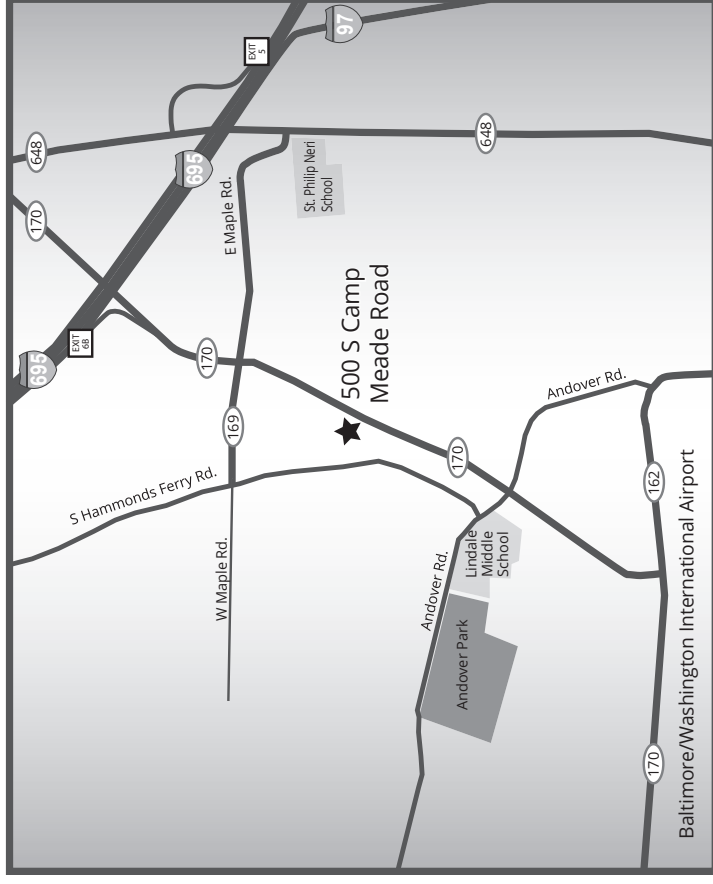 695
EXIT
6B
170
648
695
EXIT
5
97
S Hammonds Ferry Rd.
W Maple Rd.
169
170
E Maple Rd.
St. Philip Neri
School
648
500 S Camp
Meade Road
170
Andover Rd.
Andover Park
Lindale
Middle
School
Andover Rd.
162
170
Baltimore/Washington International Airport